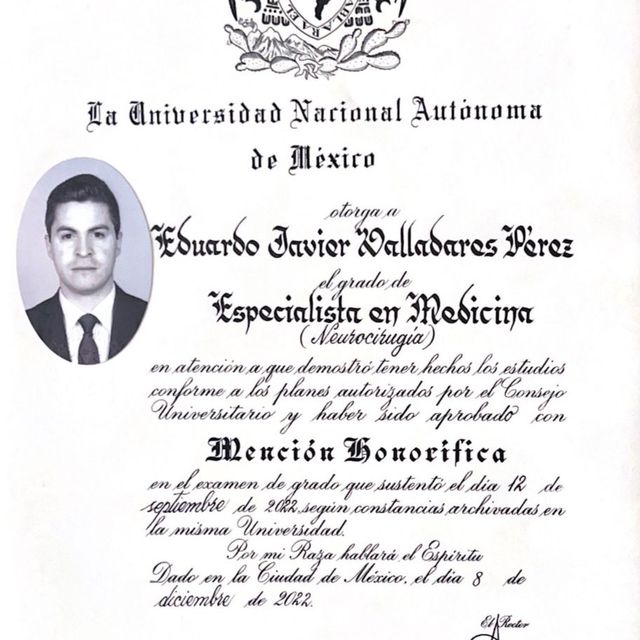 HABLARA EL
La Universidad Nacional Autónoma
de México
otorga a
Eduardo Javier Valladares Pérez
el grado de
Especialista en Medicina
(Neurocirugía)
en atención a que demostró tener hechos los estudios
conforme a los planes autorizados por el Consejo
Universitario y haber sido aprobado con
Mención Honorífica
en el examen de grado que sustentó el día 12 de
septiembre de 2022, según constancias archivadas en
la misma Universidad.
Por mi Raza hablará el Espíritu
Dado en la Ciudad de México, el día 8 de
diciembre de 2022.
El Rector